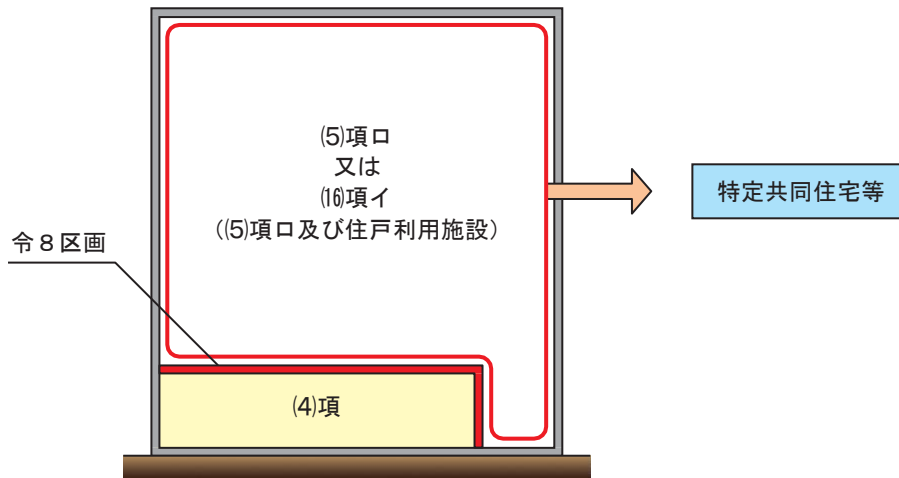 ⑸項ロ
又は
⒃項イ
(⑸項ロ及び住戸利用施設)
特定共同住宅等
令８区画
⑷項